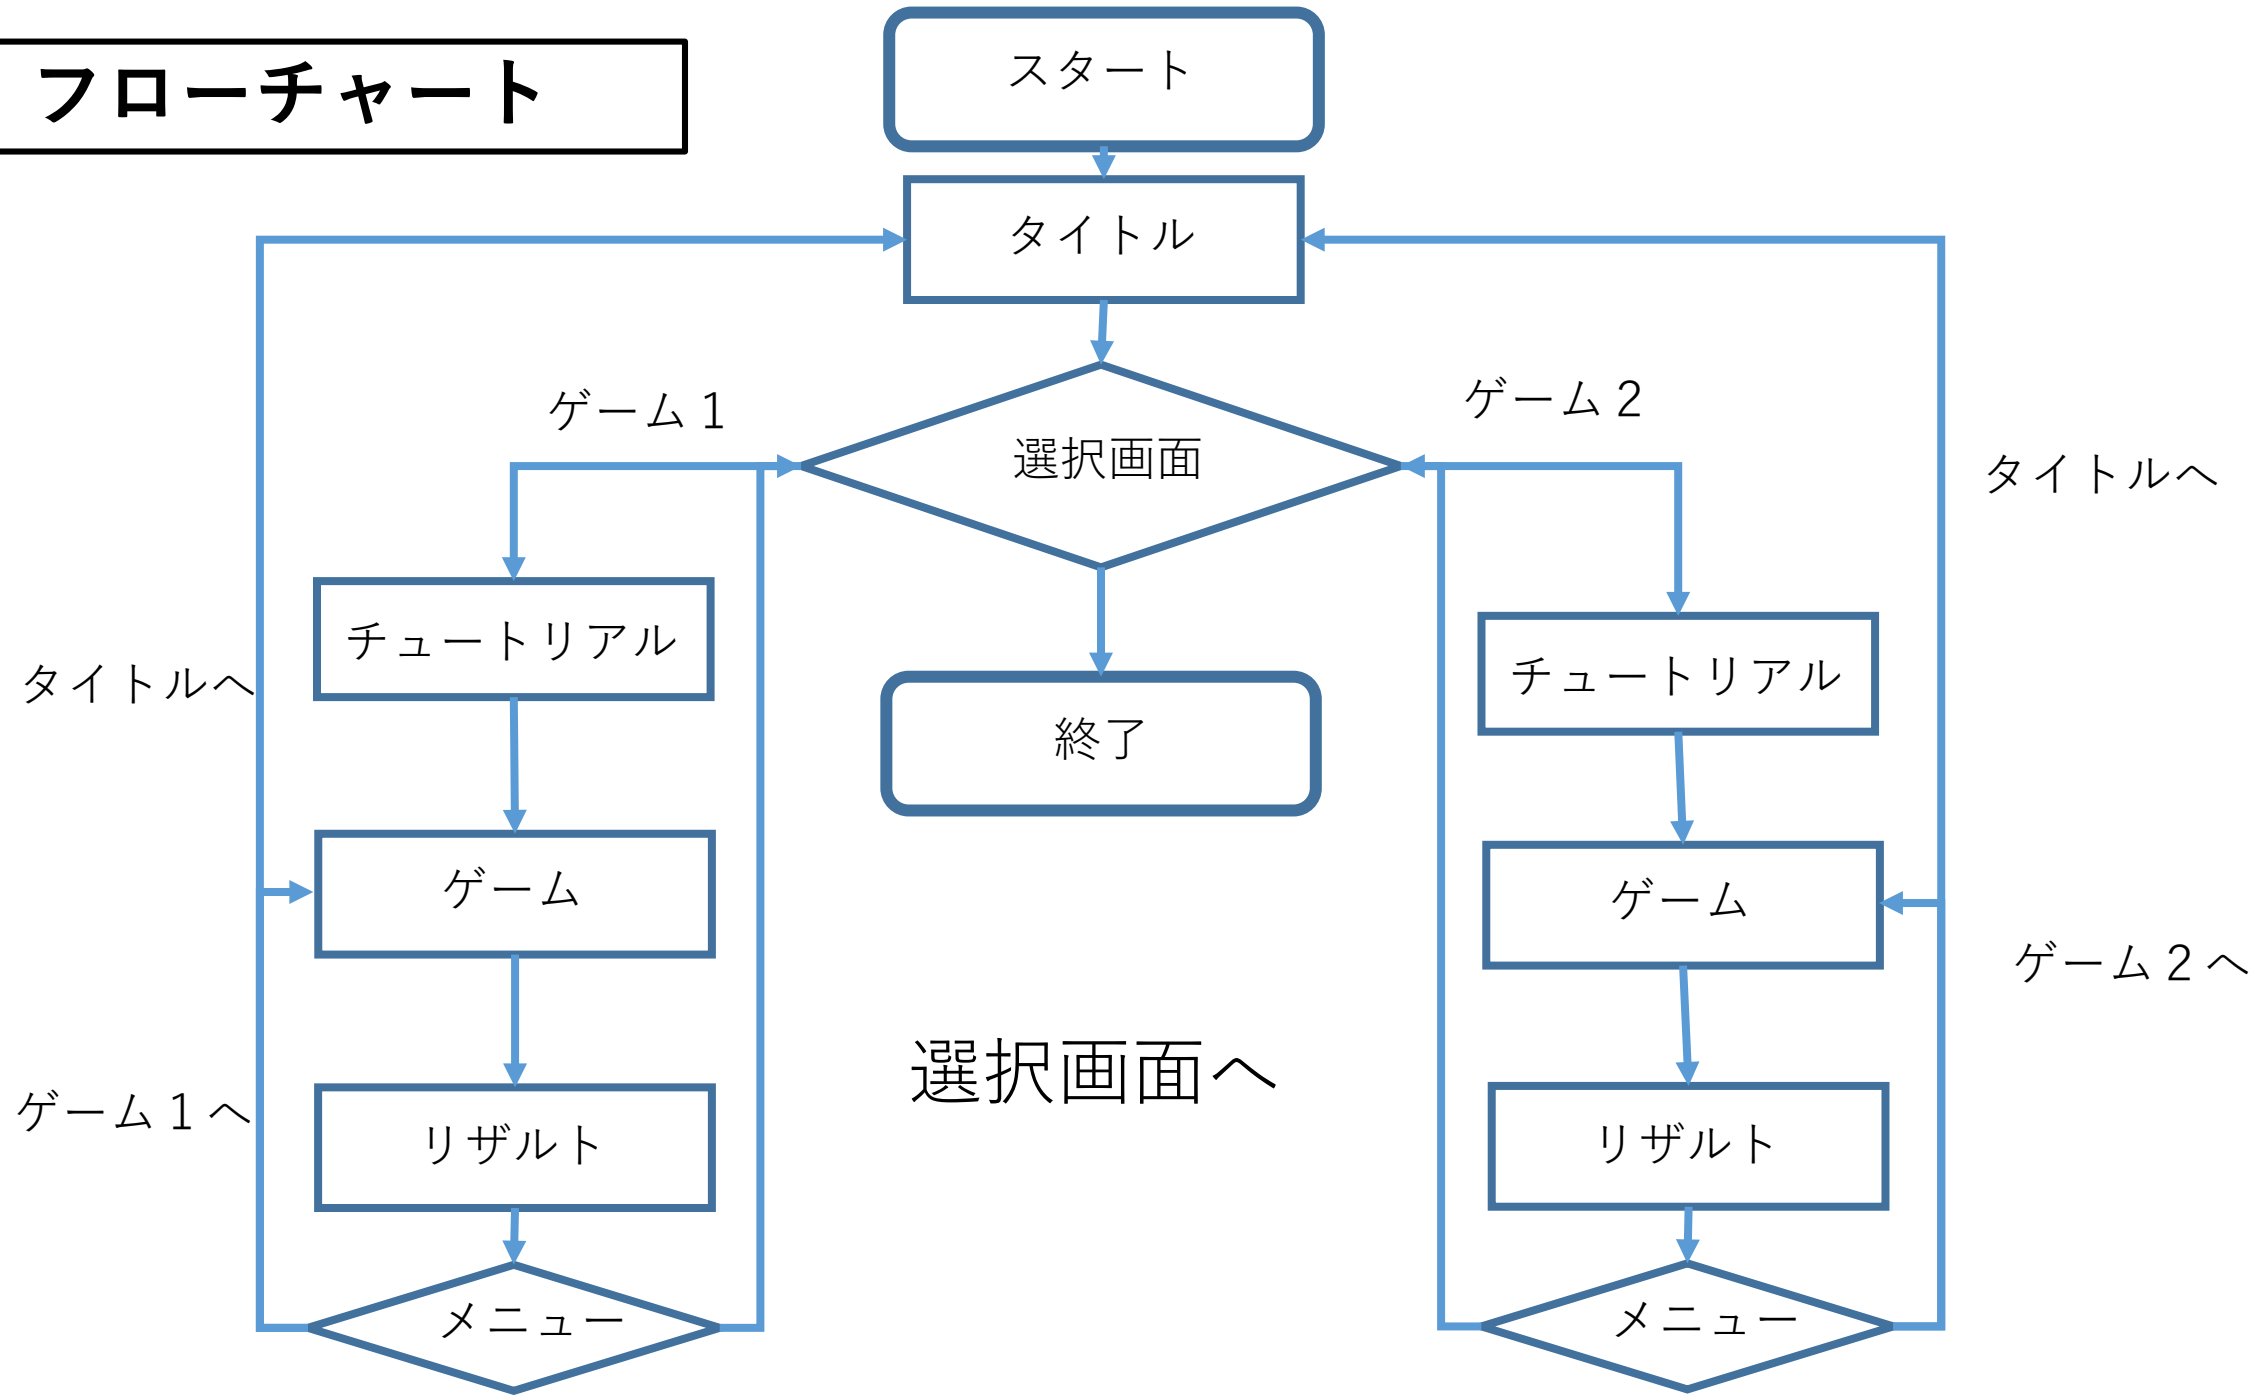 フローチャート
スタート
タイトル
ゲーム1
ゲーム2
選択画面
タイトルへ
チュートリアル
チュートリアル
タイトルへ
終了
ゲーム
ゲーム
ゲーム2へ
選択画面へ
ゲーム1へ
リザルト
リザルト
メニュー
メニュー